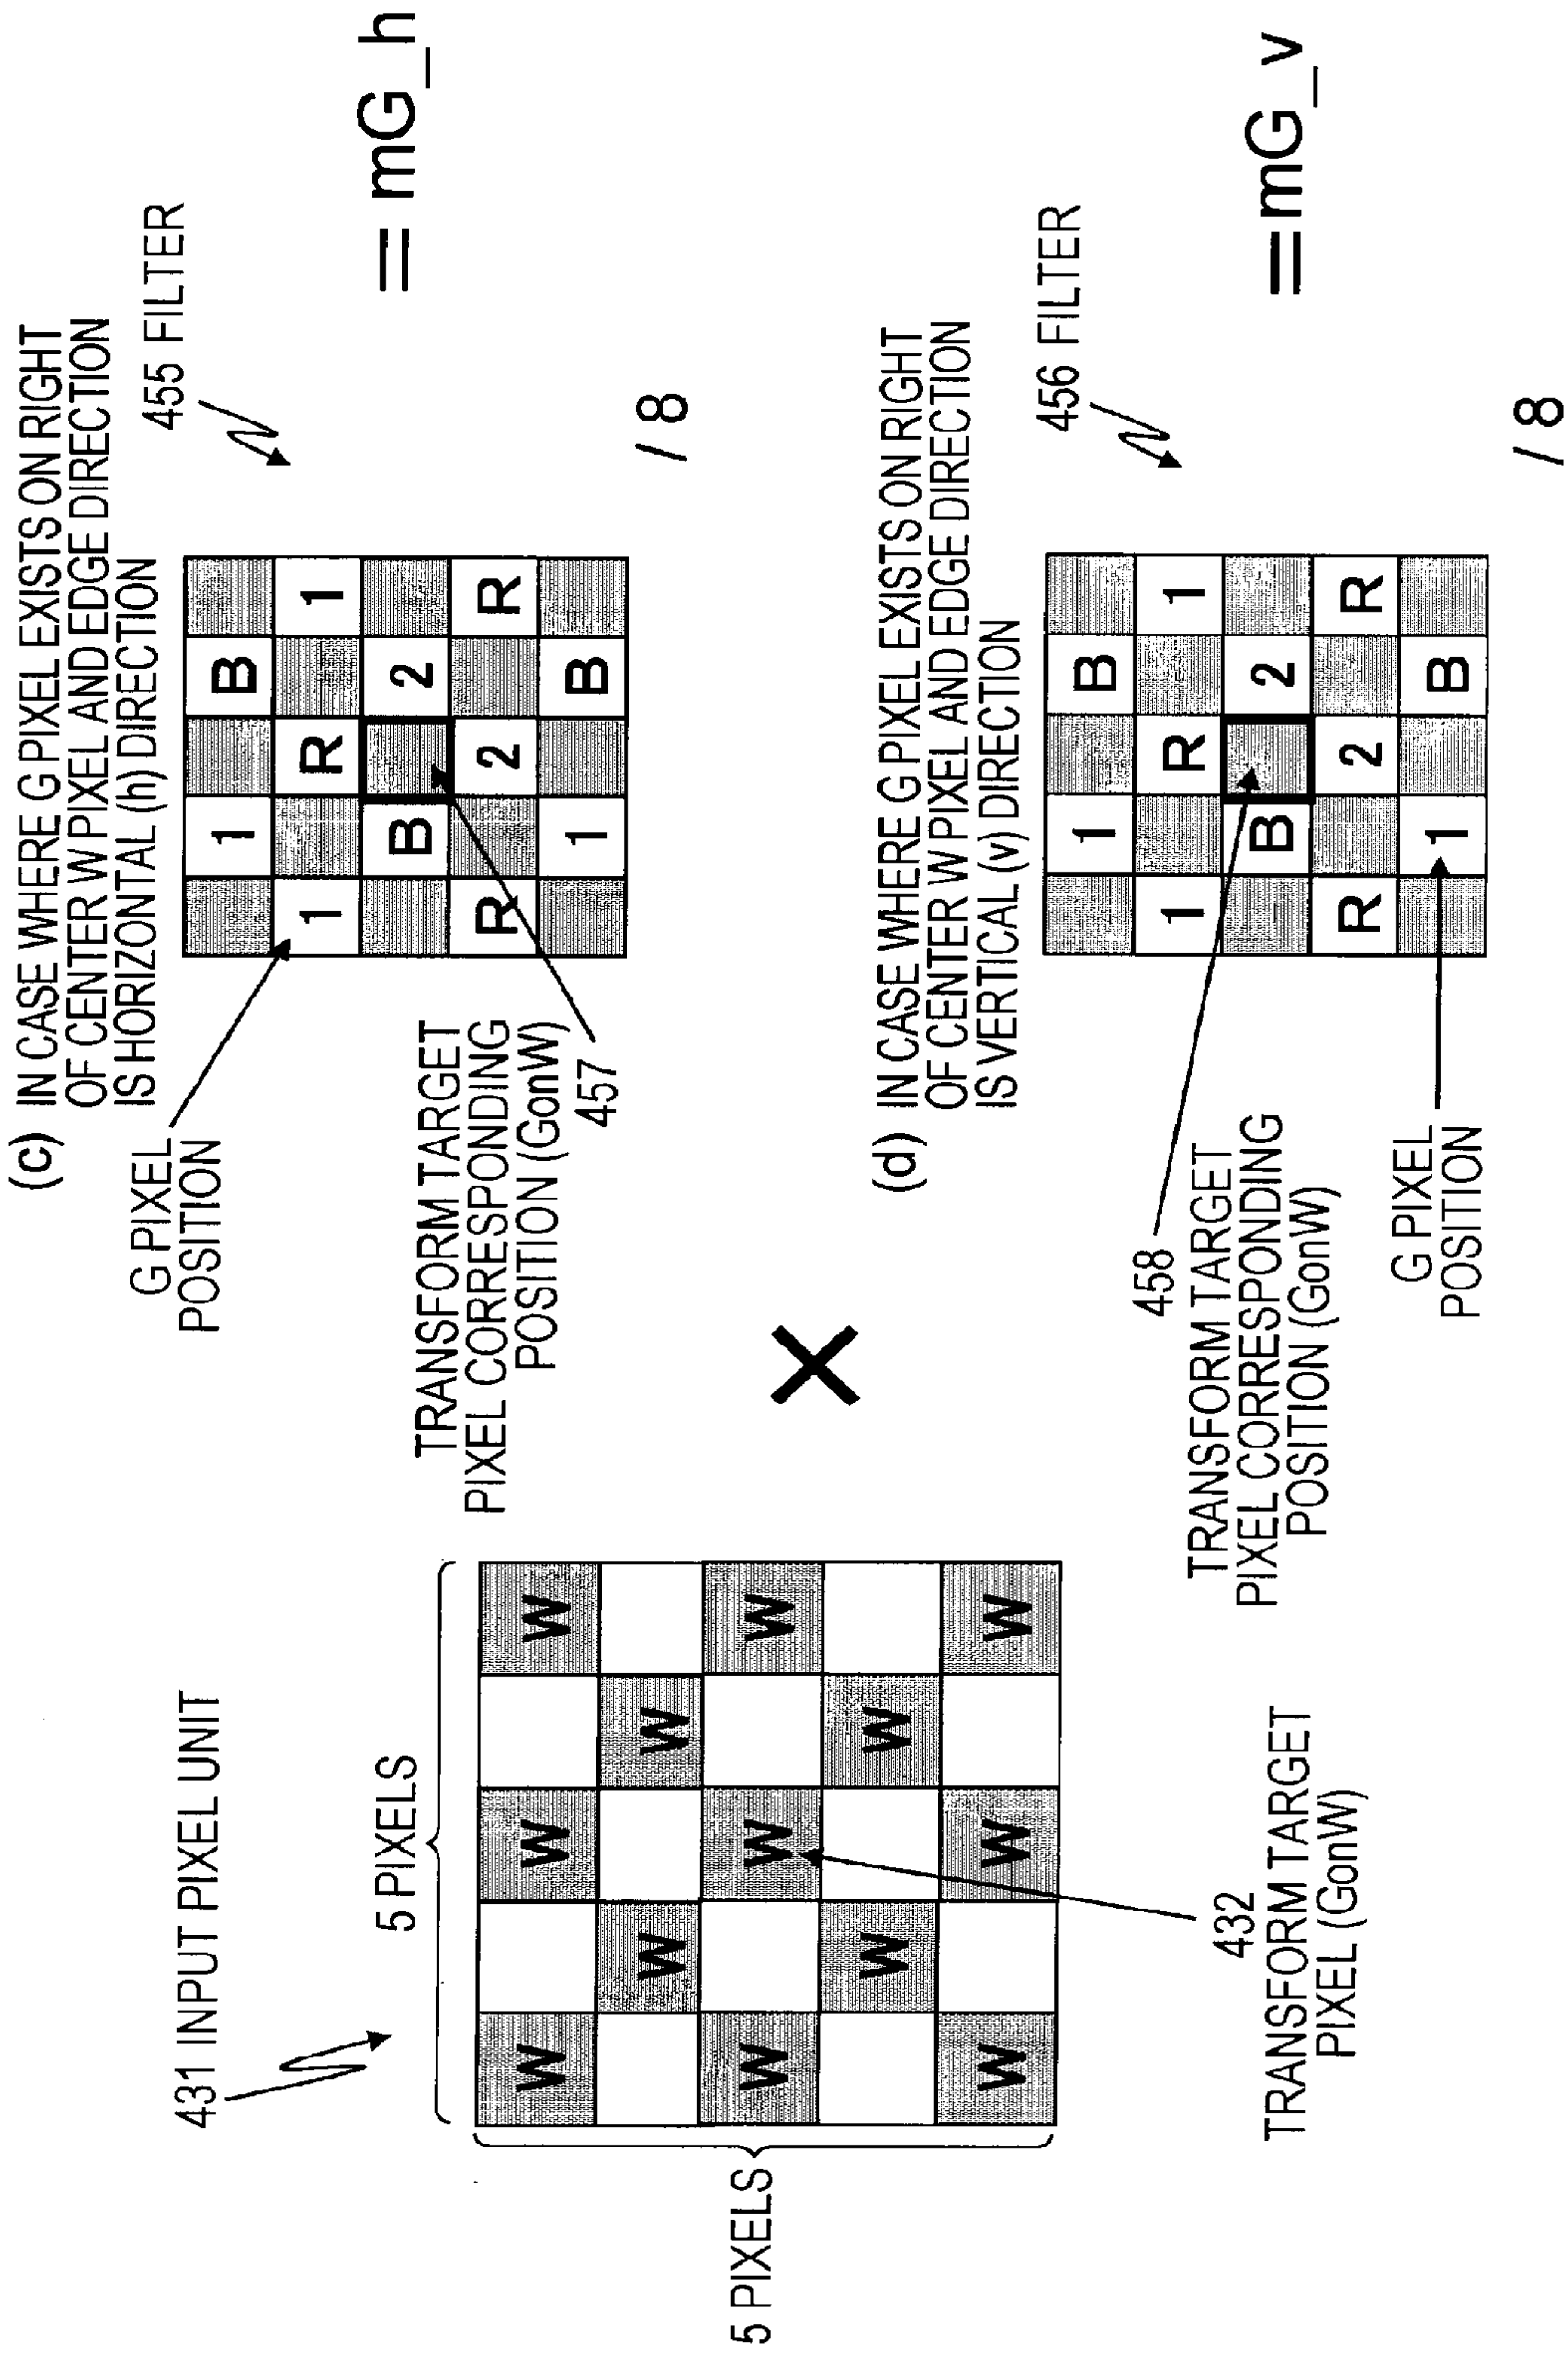 431 INPUT PIXEL UNIT
5 PIXELS
5 PIXELS
W W W
W W
W W W
W W
W W W
432
TRANSFORM TARGET
PIXEL (GonW)
×
(c) IN CASE WHERE G PIXEL EXISTS ON RIGHT
OF CENTER W PIXEL AND EDGE DIRECTION
IS HORIZONTAL (h) DIRECTION
455 FILTER
G PIXEL
POSITION
1 B
1 R 1
B 2
R 2 R
1 B
/ 8
= mG_h
TRANSFORM TARGET
PIXEL CORRESPONDING
POSITION (GonW)
457
(d) IN CASE WHERE G PIXEL EXISTS ON RIGHT
OF CENTER W PIXEL AND EDGE DIRECTION
IS VERTICAL (v) DIRECTION
456 FILTER
1 B
1 R 1
B 2
R 2 R
1 B
/ 8
=mG_v
458
TRANSFORM TARGET
PIXEL CORRESPONDING
POSITION (GonW)
G PIXEL
POSITION